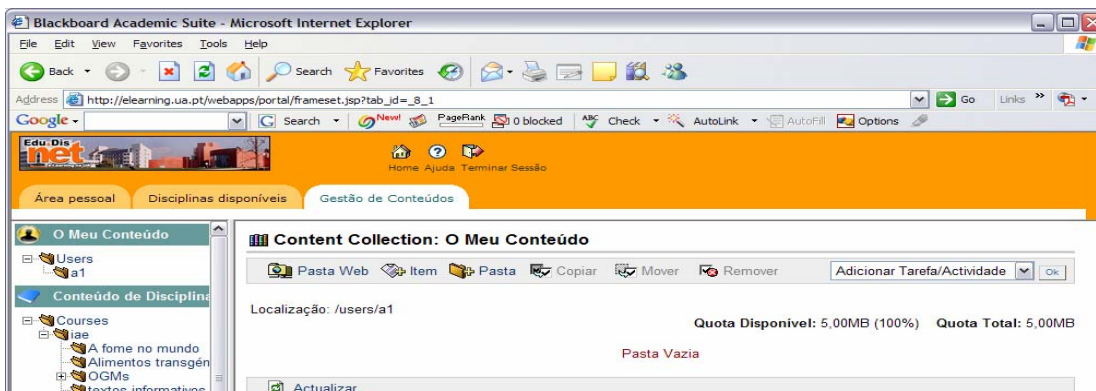 Blackboard Academic Suite - Microsoft Internet Explorer
File Edit View Favorites Tools Help
Back Search Favorites
Address http://elearning.ua.pt/webapps/portal/frameset.jsp?tab_id=_8_1 Go Links »
Google Search New! PageRank 0 blocked ABC Check AutoLink AutoFill Options
Edu.Dis
net
Home Ajuda Terminar Sessão
Área pessoal Disciplinas disponíveis Gestão de Conteúdos
O Meu Conteúdo
Users
a1
Conteúdo de Disciplina
Courses
iae
A fome no mundo
Alimentos transgén
OGMs
textos informativos
Content Collection: O Meu Conteúdo
Pasta Web Item Pasta Copiar Mover Remover Adicionar Tarefa/Actividade Ok
Localização: /users/a1
Quota Disponível: 5,00MB (100%) Quota Total: 5,00MB
Pasta Vazia
Actualizar